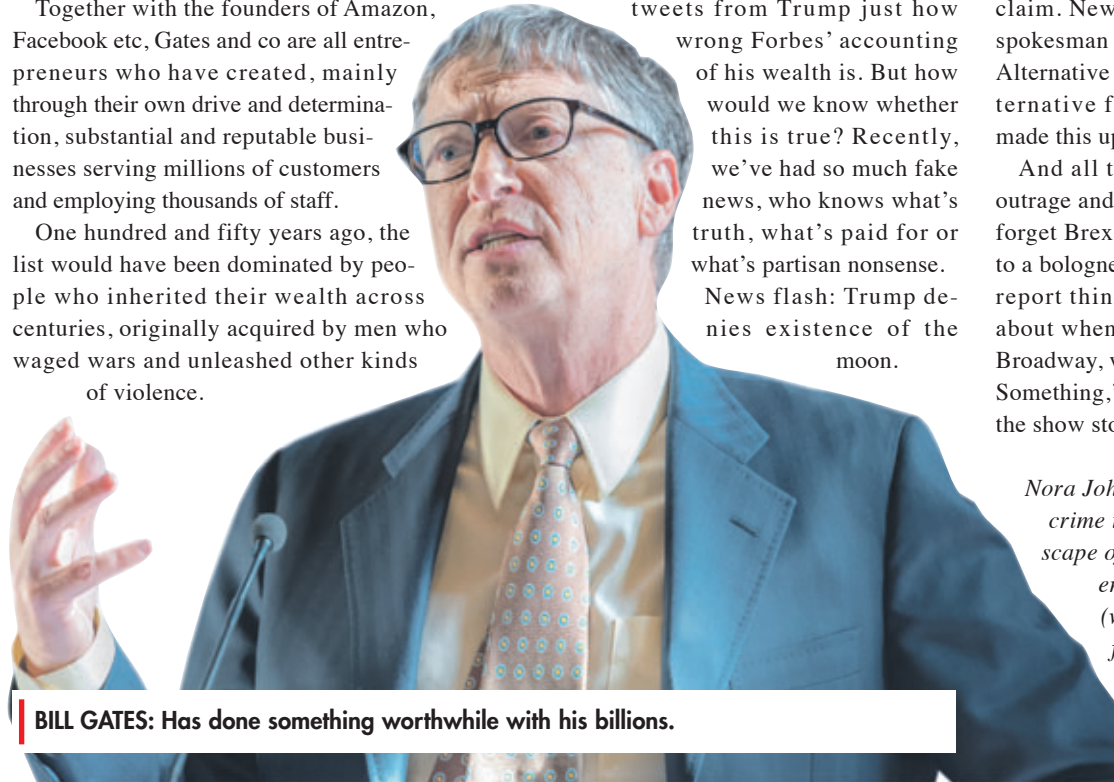 Together with the founders of Amazon,
Facebook etc, Gates and co are all entre-
preneurs who have created, mainly
through their own drive and determina-
tion, substantial and reputable busi-
nesses serving millions of customers
and employing thousands of staff.
One hundred and fifty years ago, the
list would have been dominated by peo-
ple who inherited their wealth across
centuries, originally acquired by men who
waged wars and unleashed other kinds
of violence.
tweets from Trump just how
wrong Forbes’ accounting
of his wealth is. But how
would we know whether
this is true? Recently,
we’ve had so much fake
news, who knows what’s
truth, what’s paid for or
what’s partisan nonsense.
News flash: Trump de-
nies existence of the
moon.
claim. New
spokesman
Alternative
ternative f
made this up
And all t
outrage and
forget Brex
to a bologne
report thin
about when
Broadway, w
Something,’
the show sto
Nora Joh
crime
scape o
er
(w
f
BILL GATES: Has done something worthwhile with his billions.